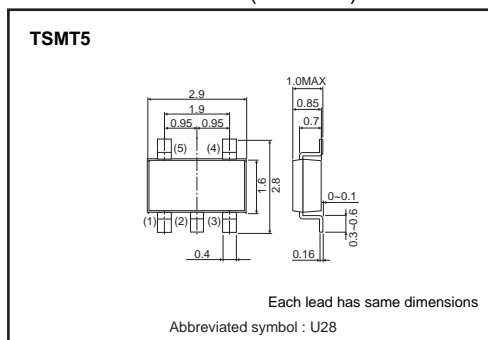 TSMT5
1.0MAX
2.9
0.85
1.9
0.7
0.95 0.95
(5) (4)
1.6
2.8
0~0.1
(1) (2) (3)
0.3~0.6
0.4
0.16
Each lead has same dimensions
Abbreviated symbol : U28